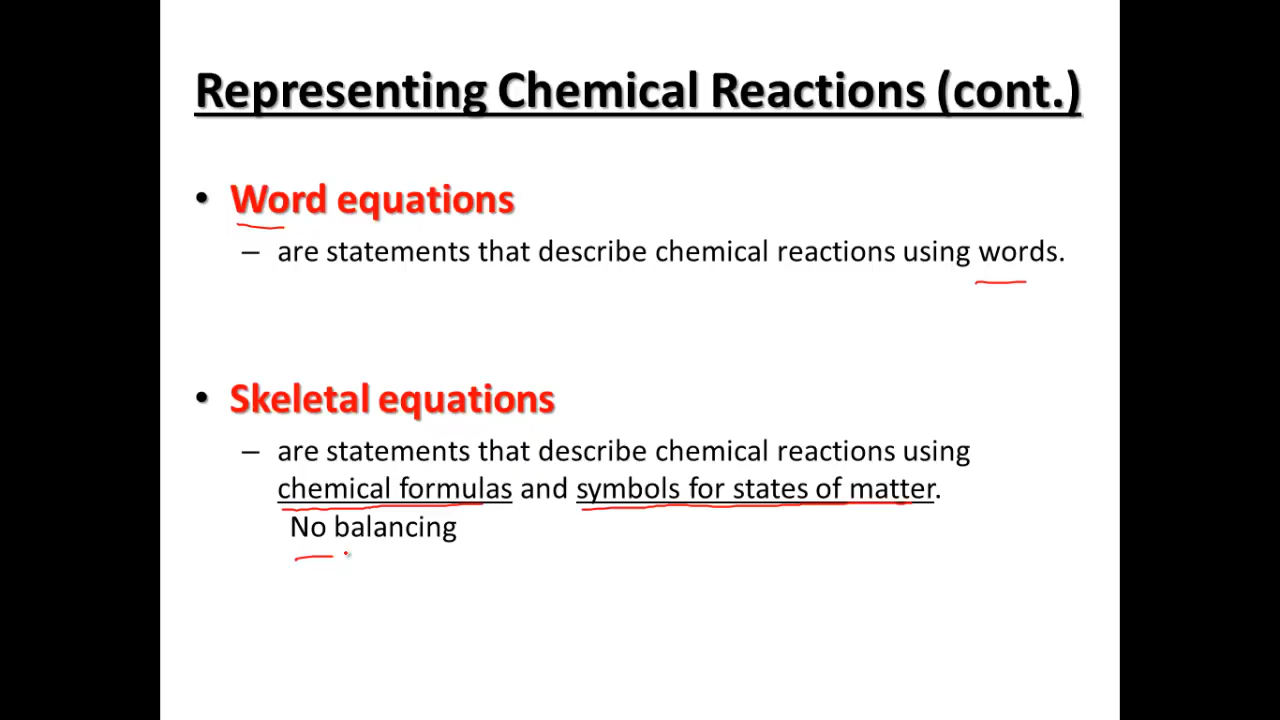 Representing Chemical Reactions (cont.)
• Word equations
– are statements that describe chemical reactions using words.
• Skeletal equations
– are statements that describe chemical reactions using
chemical formulas and symbols for states of matter.
No balancing